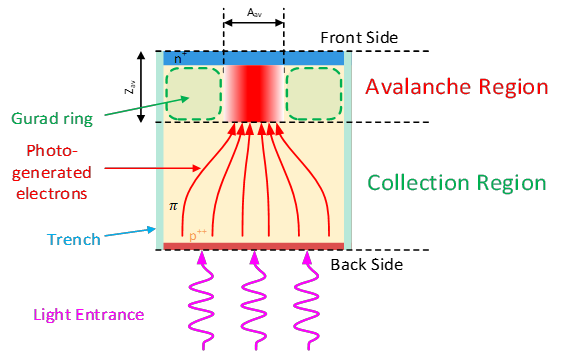 A_av
Front Side
n+
Z_av
Avalanche Region
Gurad ring
Photo-
generated
electrons
Collection Region
π
Trench
p++
Back Side
Light Entrance